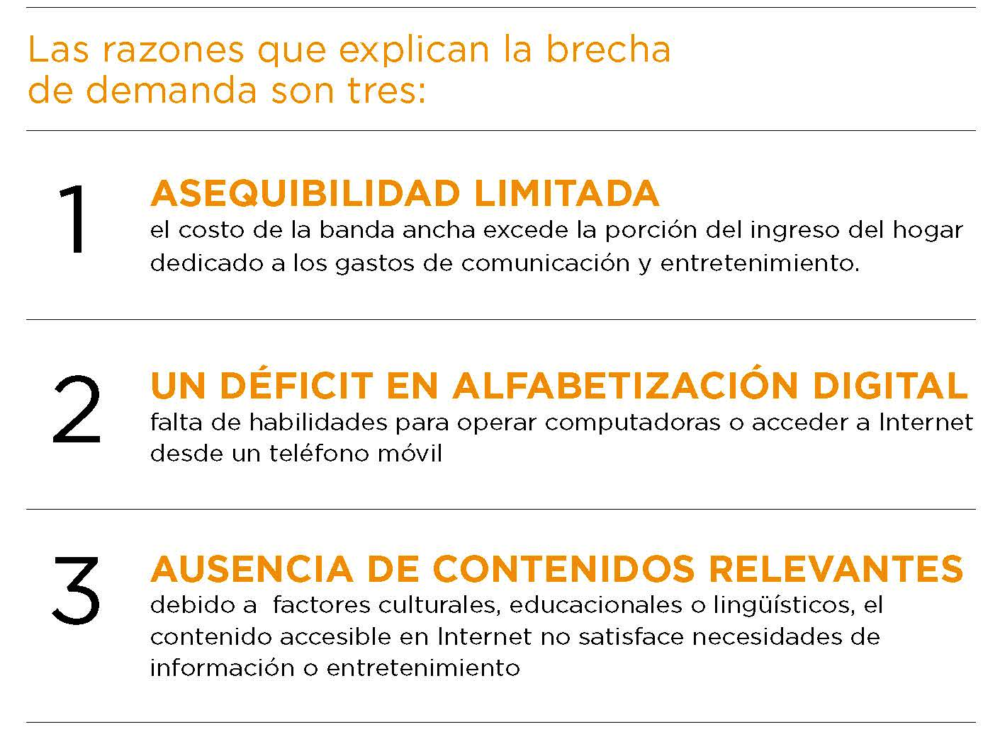 Las razones que explican la brecha
de demanda son tres:
1
ASEQUIBILIDAD LIMITADA
el costo de la banda ancha excede la porción del ingreso del hogar
dedicado a los gastos de comunicación y entretenimiento.
2
UN DÉFICIT EN ALFABETIZACIÓN DIGITAL
falta de habilidades para operar computadoras o acceder a Internet
desde un teléfono móvil
3
AUSENCIA DE CONTENIDOS RELEVANTES
debido a  factores culturales, educacionales o lingüísticos, el
contenido accesible en Internet no satisface necesidades de
información o entretenimiento